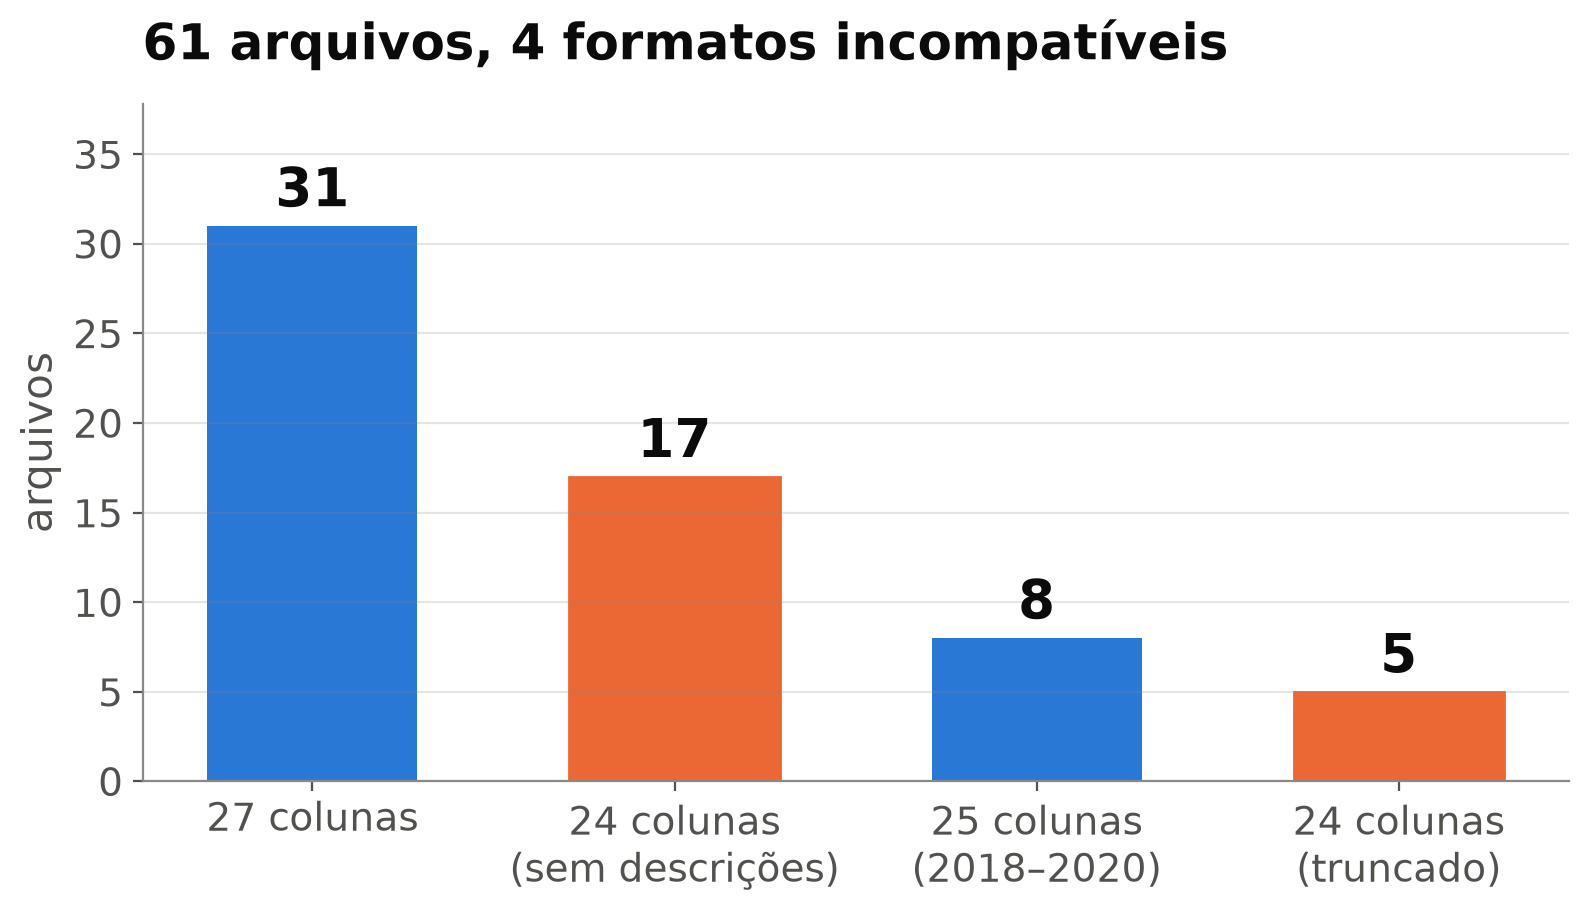 61 arquivos, 4 formatos incompatíveis
arquivos
35
30
25
20
15
10
5
0
31
17
8
5
27 colunas
24 colunas
(sem descrições)
25 colunas
(2018–2020)
24 colunas
(truncado)